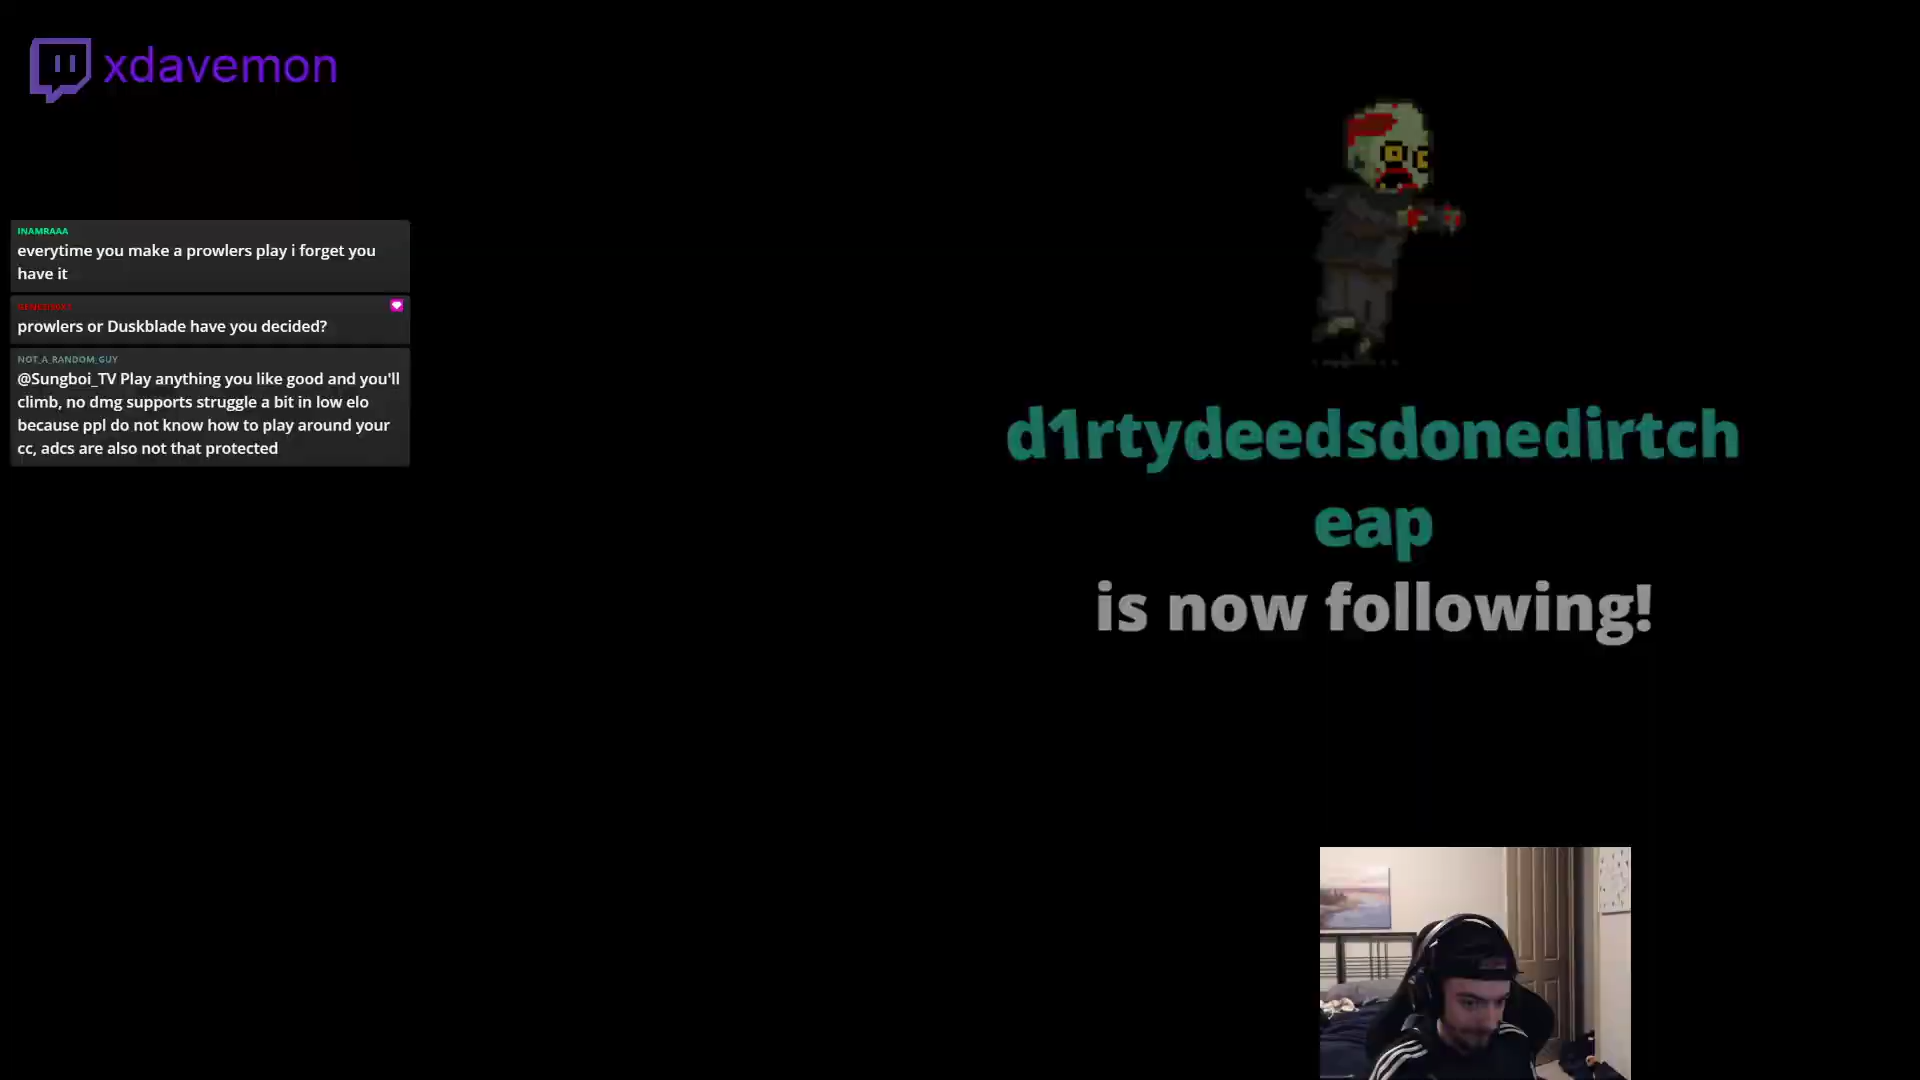 xdavemon
INAMRAAA
everytime you make a prowlers play i forget you
have it
prowlers or Duskblade have you decided?
NOT_A_RANDOM_GUY
@Sungboi_TV Play anything you like good and you'll
climb, no dmg supports struggle a bit in low elo
because ppl do not know how to play around your
cc, adcs are also not that protected
d1rtydeedsdonedirtch
eap
is now following!